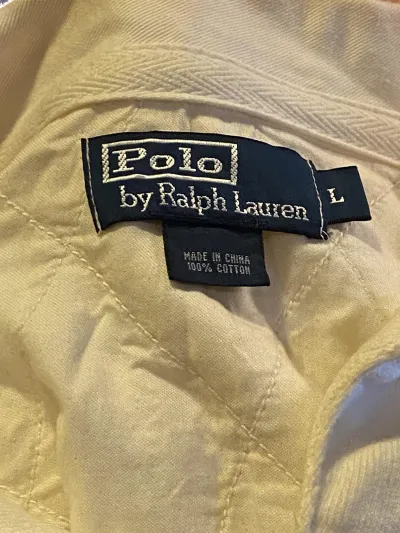 Polo
by Ralph Lauren
L
MADE IN CHINA
100% COTTON